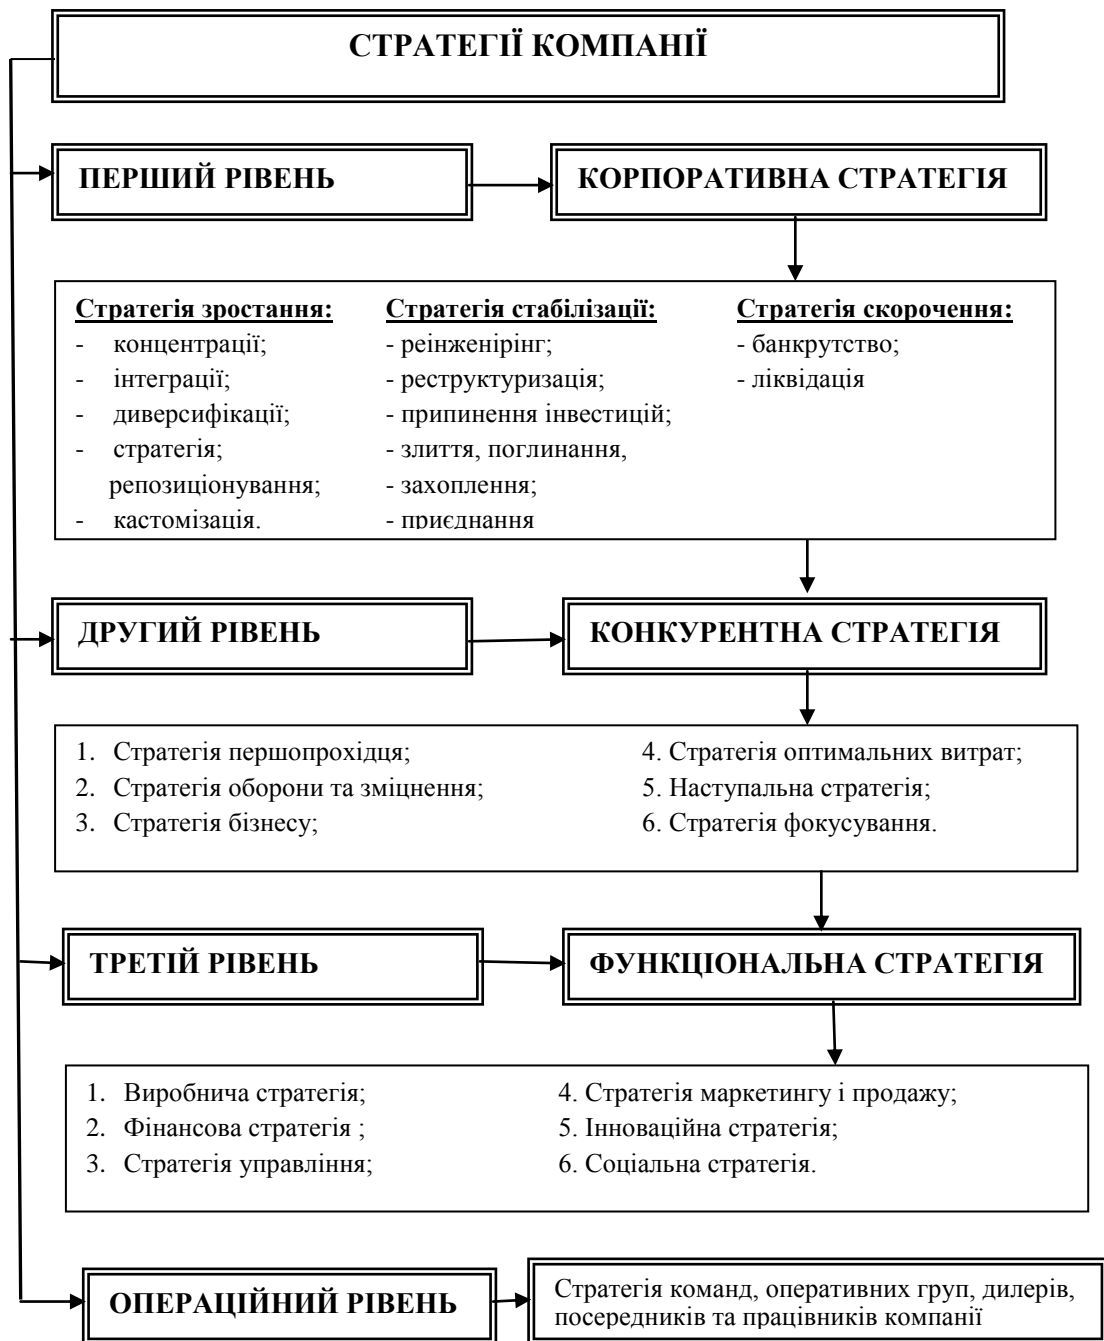 СТРАТЕГІЇ КОМПАНІЇ
ПЕРШИЙ РІВЕНЬ
КОРПОРАТИВНА СТРАТЕГІЯ
Стратегія зростання:
- концентрації;
- інтеграції;
- диверсифікації;
- стратегія;
репозиціонування;
- кастомізація.
Стратегія стабілізації:
- реінженірінг;
- реструктуризація;
- припинення інвестицій;
- злиття, поглинання,
- захоплення;
- приєднання
Стратегія скорочення:
- банкрутство;
- ліквідація
ДРУГИЙ РІВЕНЬ
КОНКУРЕНТНА СТРАТЕГІЯ
1. Стратегія першопрохідця;
2. Стратегія оборони та зміцнення;
3. Стратегія бізнесу;
4. Стратегія оптимальних витрат;
5. Наступальна стратегія;
6. Стратегія фокусування.
ТРЕТІЙ РІВЕНЬ
ФУНКЦІОНАЛЬНА СТРАТЕГІЯ
1. Виробнича стратегія;
2. Фінансова стратегія ;
3. Стратегія управління;
4. Стратегія маркетингу і продажу;
5. Інноваційна стратегія;
6. Соціальна стратегія.
ОПЕРАЦІЙНИЙ РІВЕНЬ
Стратегія команд, оперативних груп, дилерів,
посередників та працівників компанії